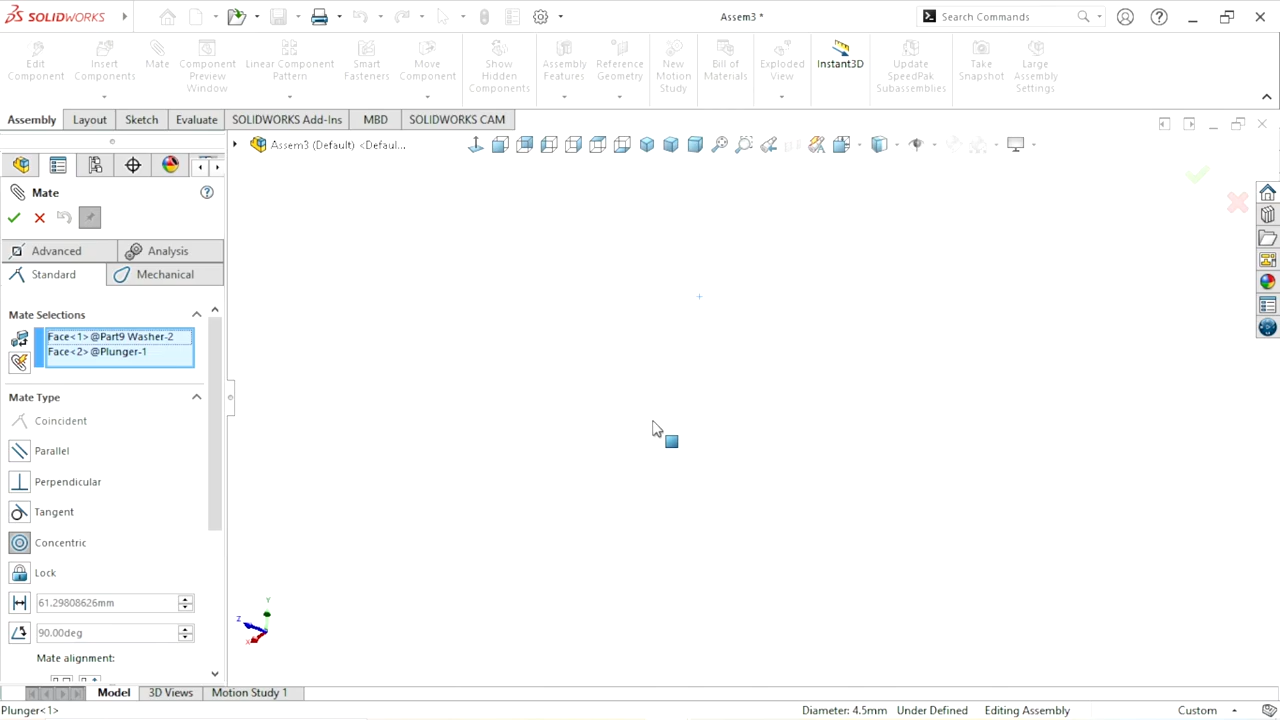 SOLIDWORKS
Assem3 *
Search Commands
Edit Component
Insert Components
Mate
Component Preview Window
Linear Component Pattern
Smart Fasteners
Move Component
Show Hidden Components
Assembly Features
Reference Geometry
New Motion Study
Bill of Materials
Exploded View
Instant3D
Update SpeedPak Subassemblies
Take Snapshot
Large Assembly Settings
Assembly
Layout
Sketch
Evaluate
SOLIDWORKS Add-Ins
MBD
SOLIDWORKS CAM
Assem3 (Default) <Defaul...
Mate
Advanced
Analysis
Standard
Mechanical
Mate Selections
Face<1>@Part9 Washer-2
Face<2>@Plunger-1
Mate Type
Coincident
Parallel
Perpendicular
Tangent
Concentric
Lock
61.29808626mm
90.00deg
Mate alignment:
Y
Z
X
Model
3D Views
Motion Study 1
Plunger<1>
Diameter: 4.5mm
Under Defined
Editing Assembly
Custom